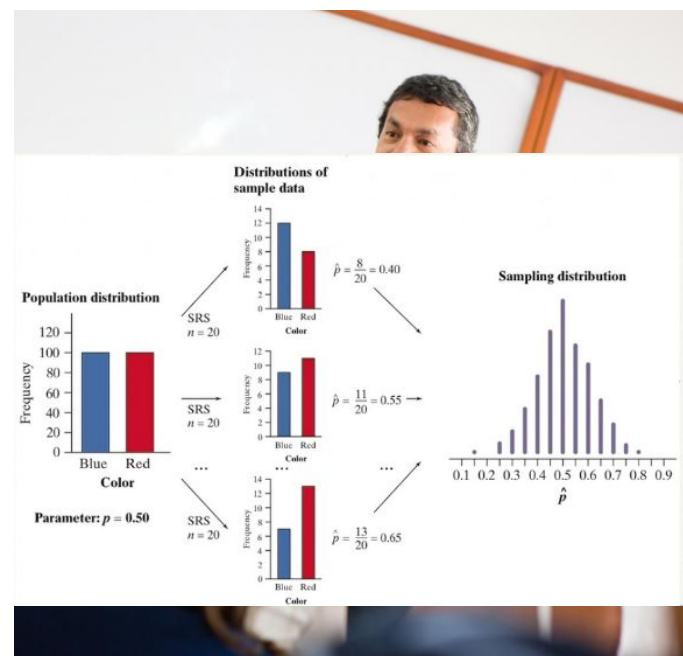 Distributions of
sample data
14
12
10
8
6
4
2
0
Frequency
Blue Red
Color
p̂ = 8/20 = 0.40
Sampling distribution
Population distribution
SRS
n = 20
120
100
80
60
40
20
0
Frequency
Blue Red
Color
12
10
8
6
4
2
0
Frequency
Blue Red
Color
p̂ = 11/20 = 0.55
SRS
n = 20
... ... ...
0.1 0.2 0.3 0.4 0.5 0.6 0.7 0.8 0.9
p̂
Parameter: p = 0.50
SRS
n = 20
14
12
10
8
6
4
2
0
Frequency
Blue Red
Color
p̂ = 13/20 = 0.65